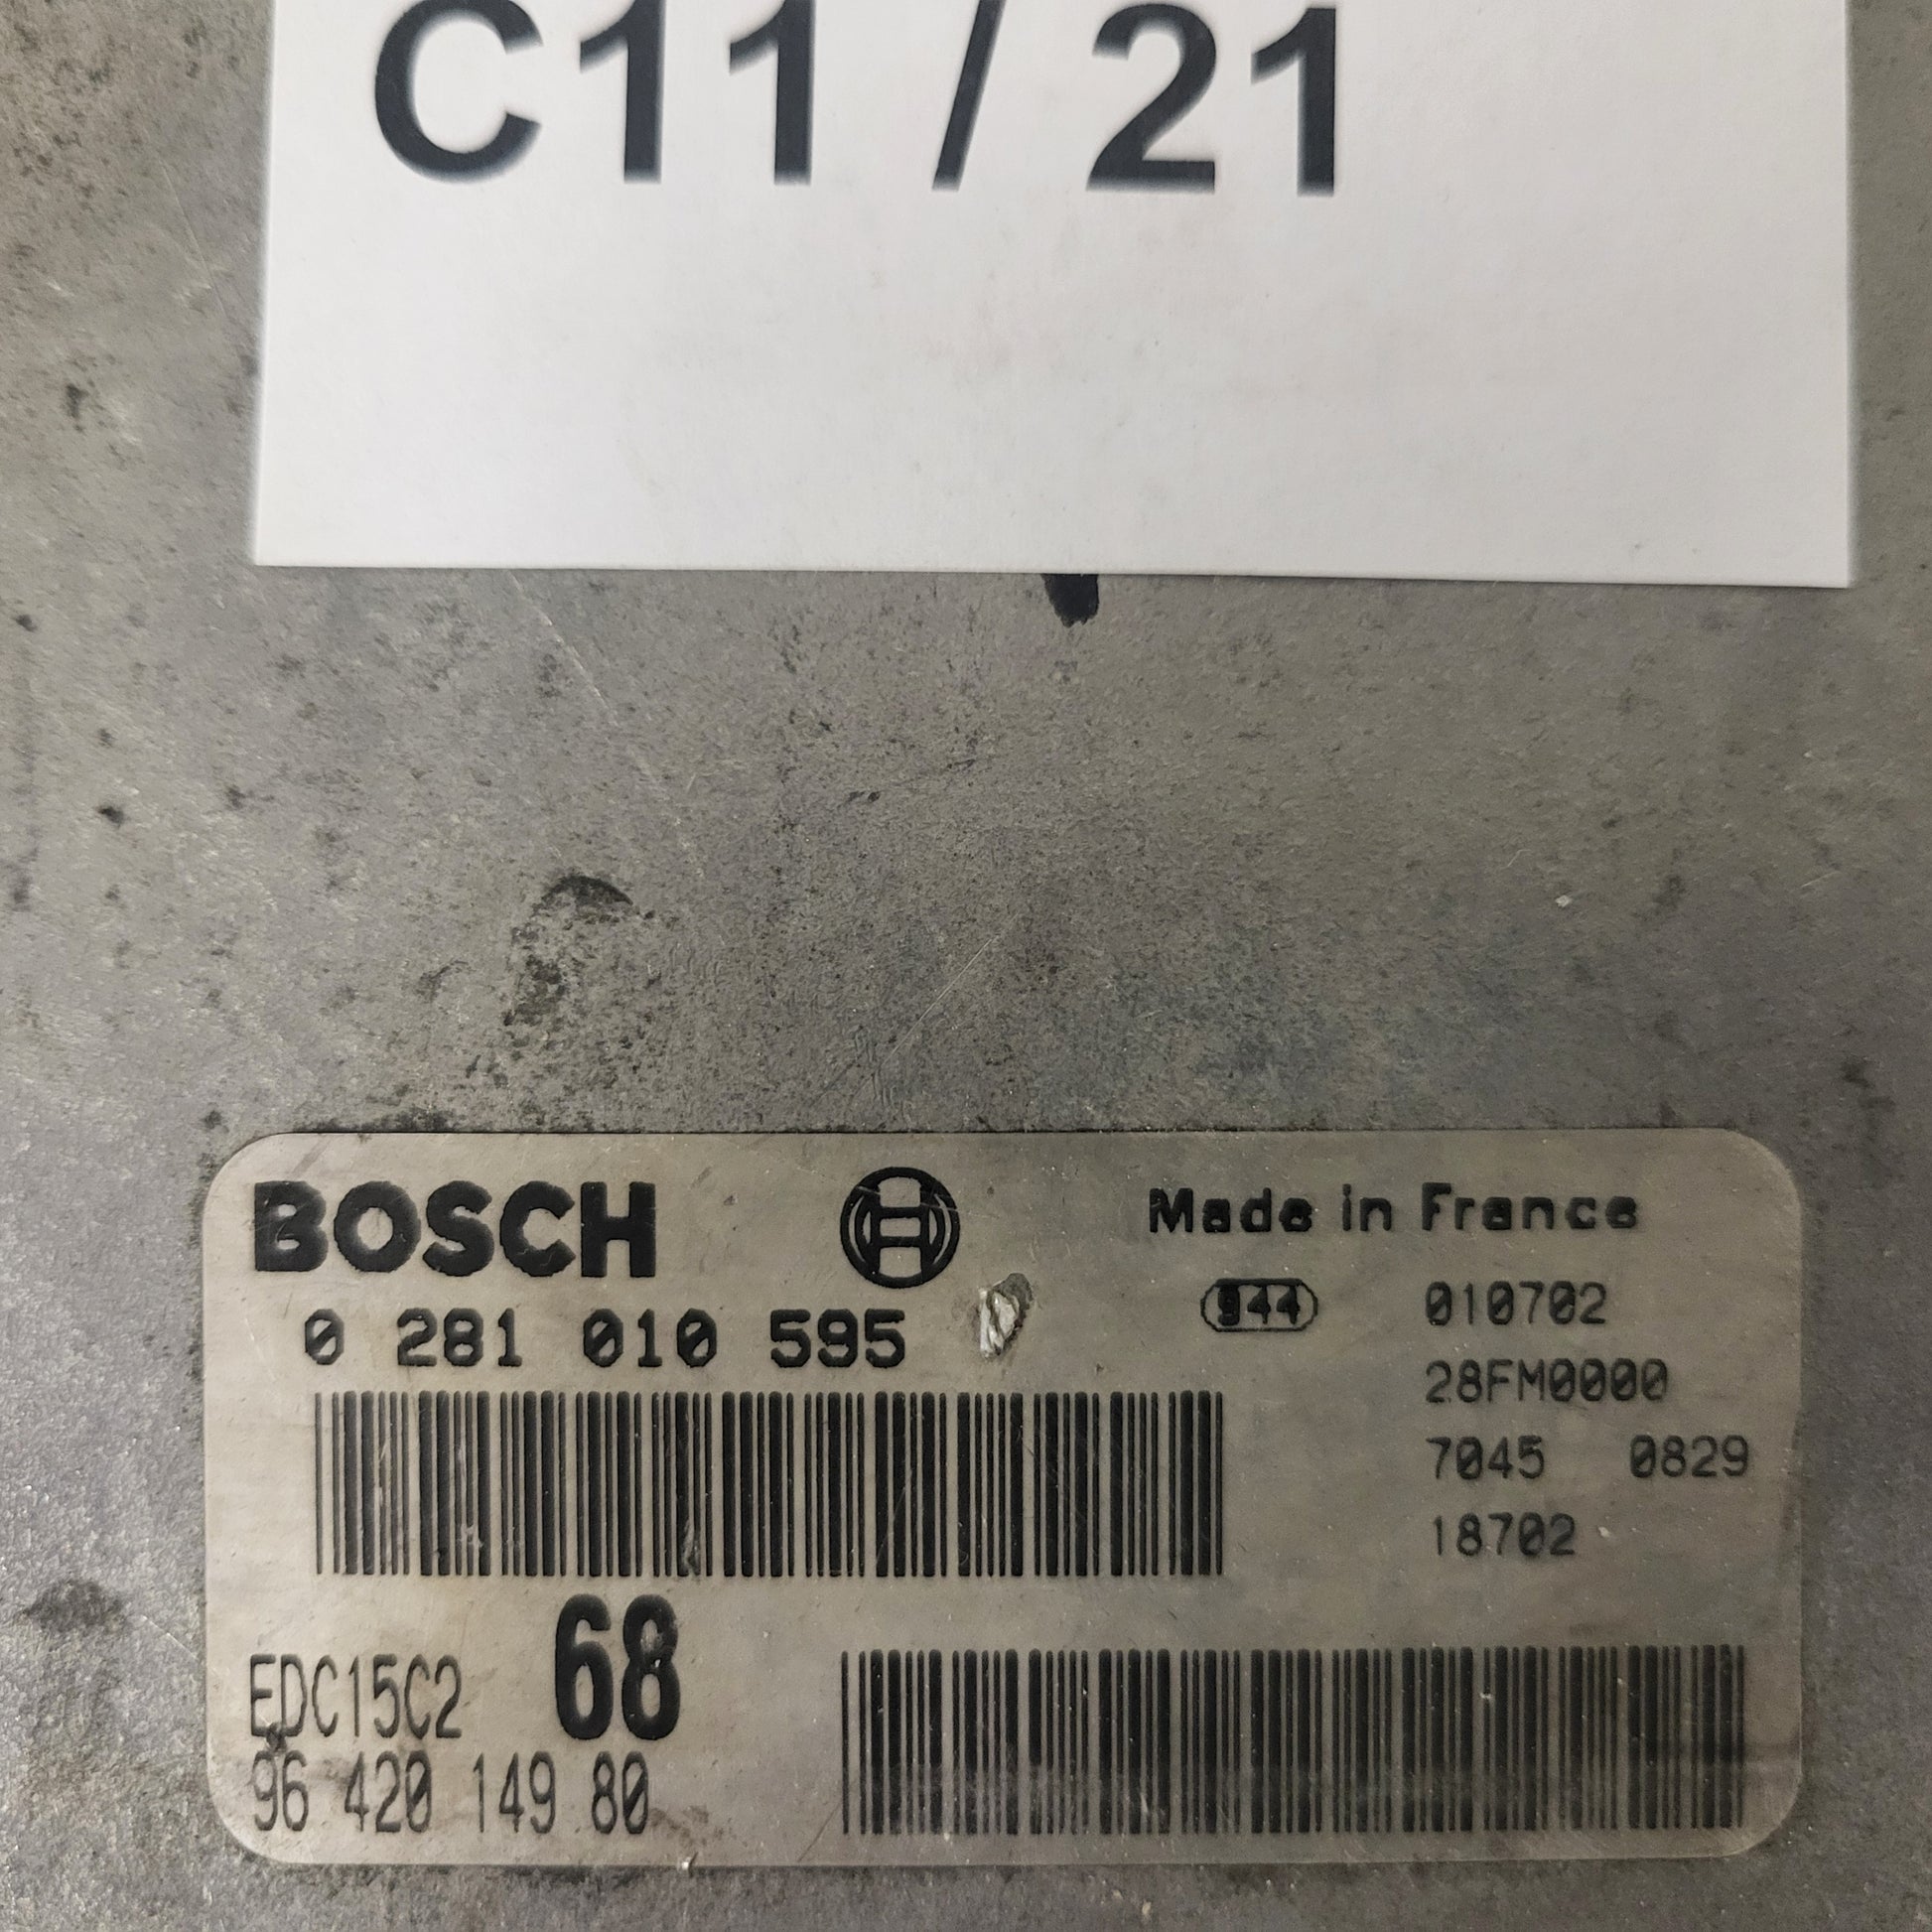 C11 / 21
BOSCH
Made in France
0 281 010 595
944 010702
28FM0000
7045 0829
18702
EDC15C2 68
96 420 149 80